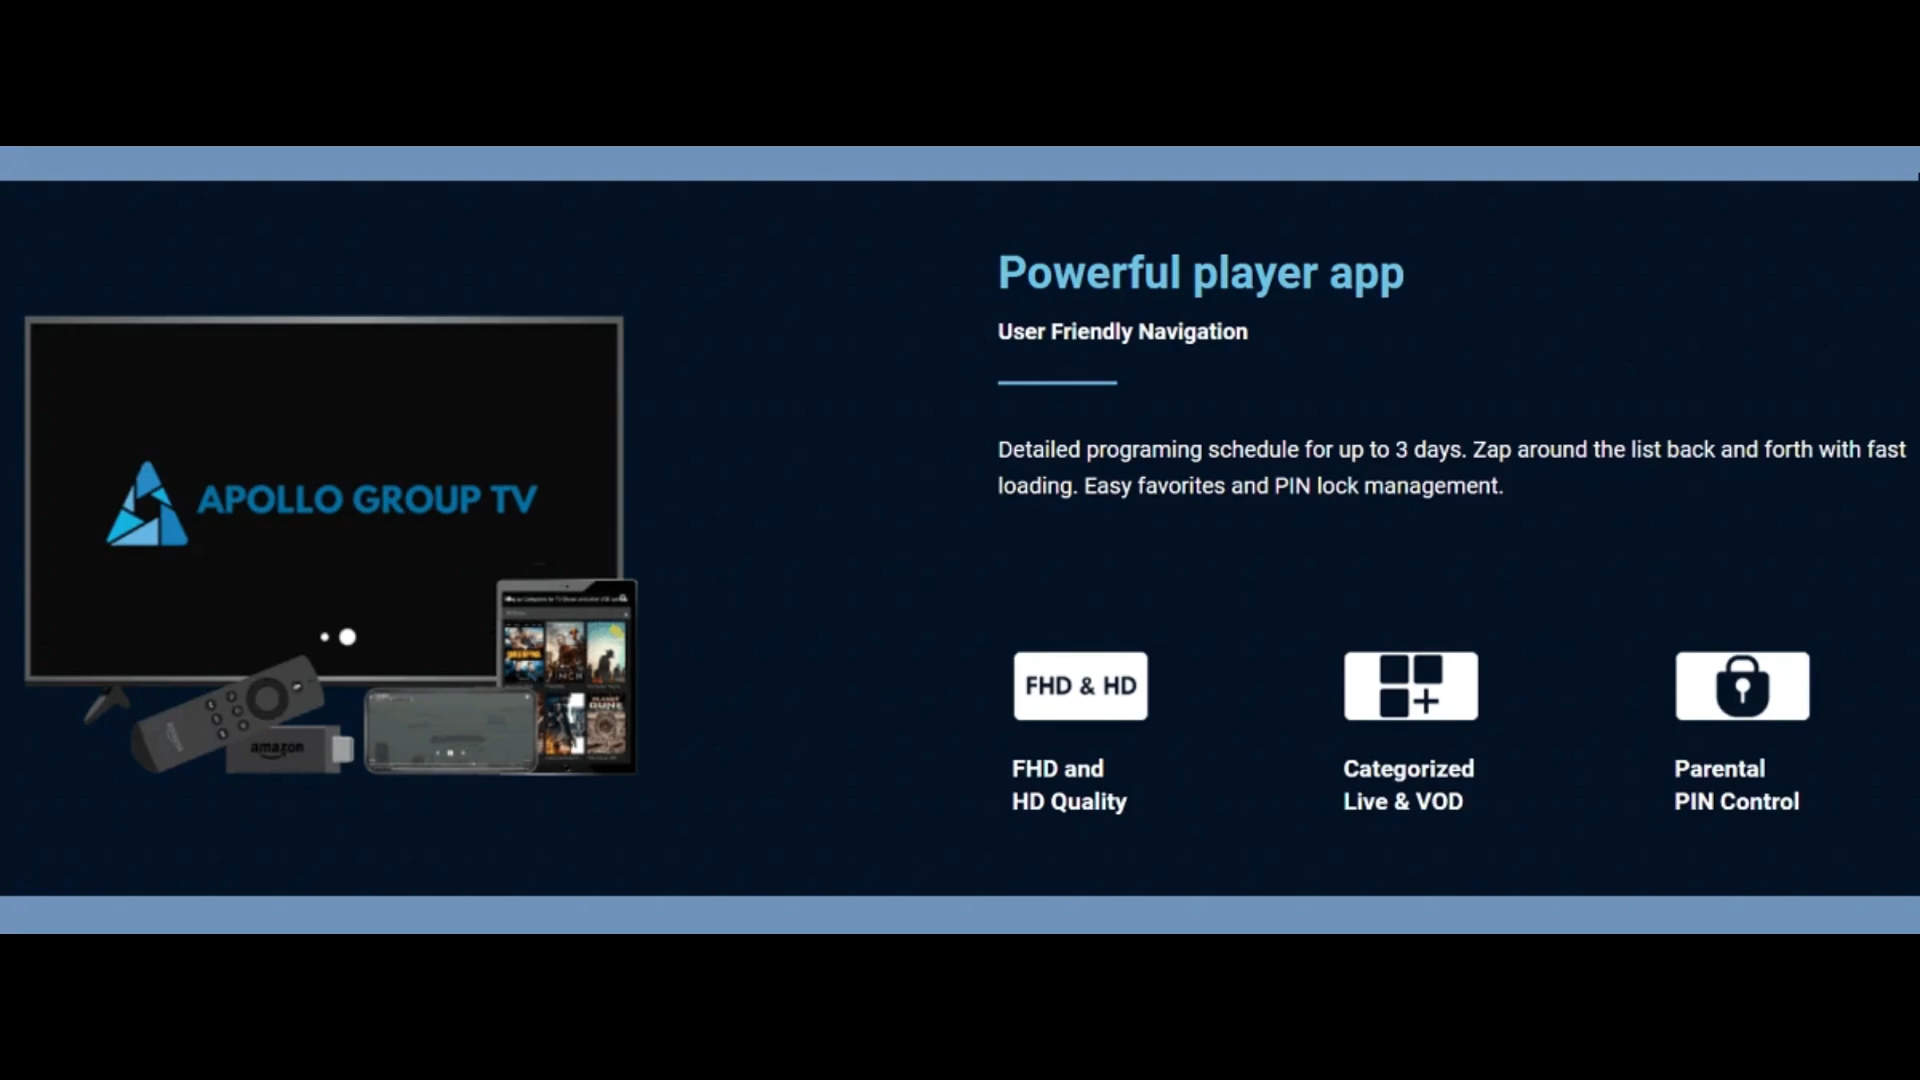 Powerful player app
User Friendly Navigation
Detailed programing schedule for up to 3 days. Zap around the list back and forth with fast
loading. Easy favorites and PIN lock management.
APOLLO GROUP TV
amazon
FHD & HD
FHD and
HD Quality
Categorized
Live & VOD
Parental
PIN Control